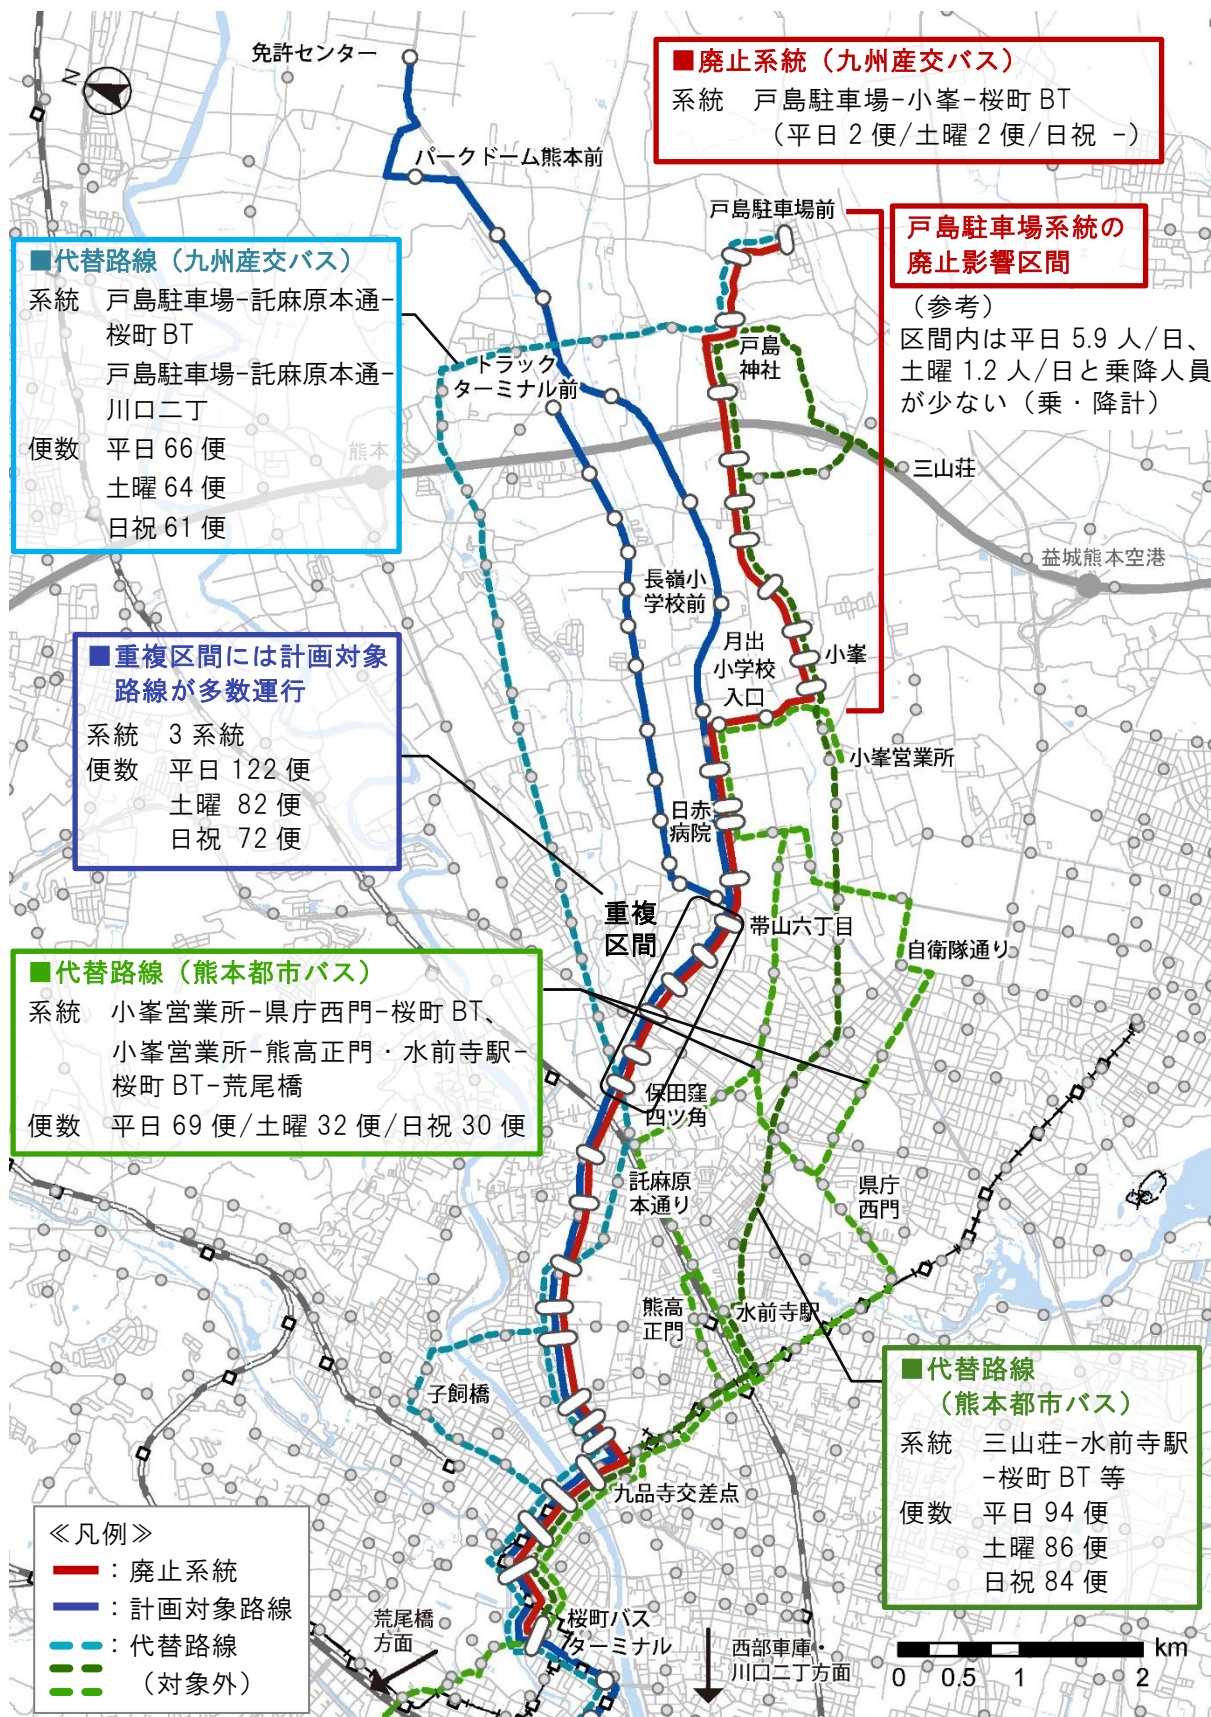 免許センター
N
■廃止系統（九州産交バス）
系統　戸島駐車場-小峯-桜町 BT
（平日 2 便/土曜 2 便/日祝 -）
パークドーム熊本前
戸島駐車場前
戸島駐車場系統の
廃止影響区間
（参考）
区間内は平日 5.9 人/日、
土曜 1.2 人/日と乗降人員
が少ない（乗・降計）
■代替路線（九州産交バス）
系統　戸島駐車場-託麻原本通-
桜町 BT
戸島駐車場-託麻原本通-
川口二丁
便数　平日 66 便
土曜 64 便
日祝 61 便
トラック
ターミナル前
戸島
神社
熊本
三山荘
益城熊本空港
長嶺小
学校前
月出
小学校
入口
小峯
■重複区間には計画対象
路線が多数運行
系統　3 系統
便数　平日 122 便
土曜 82 便
日祝 72 便
小峯営業所
日赤
病院
重複
区間
帯山六丁目
自衛隊通り
■代替路線（熊本都市バス）
系統　小峯営業所-県庁西門-桜町 BT、
小峯営業所-熊高正門・水前寺駅-
桜町 BT-荒尾橋
便数　平日 69 便/土曜 32 便/日祝 30 便
保田窪
四ツ角
託麻原
本通り
県庁
西門
熊高
正門
水前寺駅
子飼橋
■代替路線
（熊本都市バス）
系統　三山荘-水前寺駅
-桜町 BT 等
便数　平日 94 便
土曜 86 便
日祝 84 便
九品寺交差点
≪凡例≫
：廃止系統
：計画対象路線
：代替路線
（対象外）
荒尾橋
方面
桜町バス
ターミナル
西部車庫・
川口二丁方面
km
0 0.5 1 2